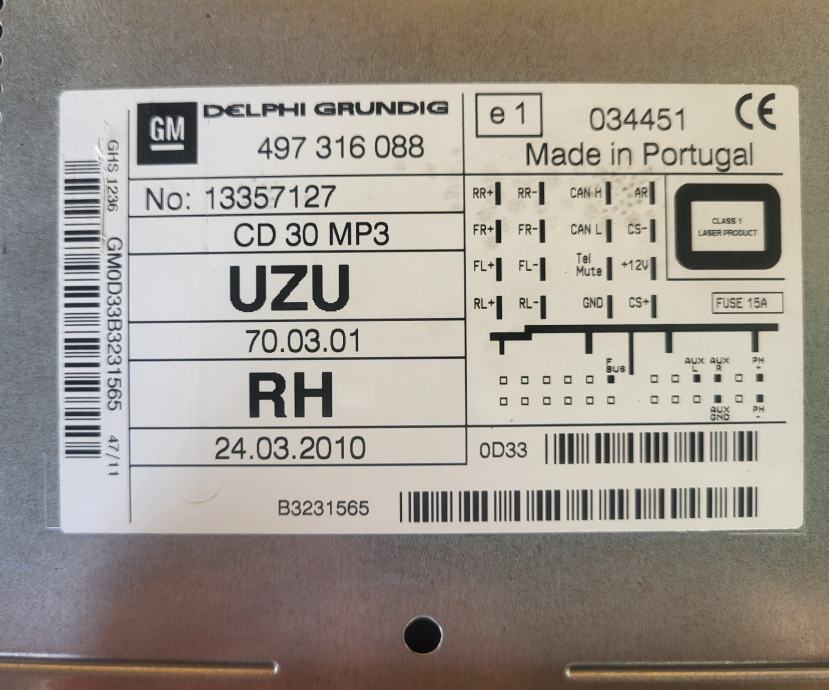 GM
DELPHI GRUNDIG
497 316 088
No: 13357127
CD 30 MP3
UZU
70.03.01
RH
24.03.2010
B3231565
e1 034451 CE
Made in Portugal
RR+ RR- CAN H AR
FR+ FR- CAN L CS-
FL+ FL- Tel Mute +12V
RL+ RL- GND CS+
CLASS 1
LASER PRODUCT
FUSE 15A
F BUS
AUX L
AUX R
PH +
AUX GND
PH -
0D33
GHS 1236 GM0D33B3231565 47/11